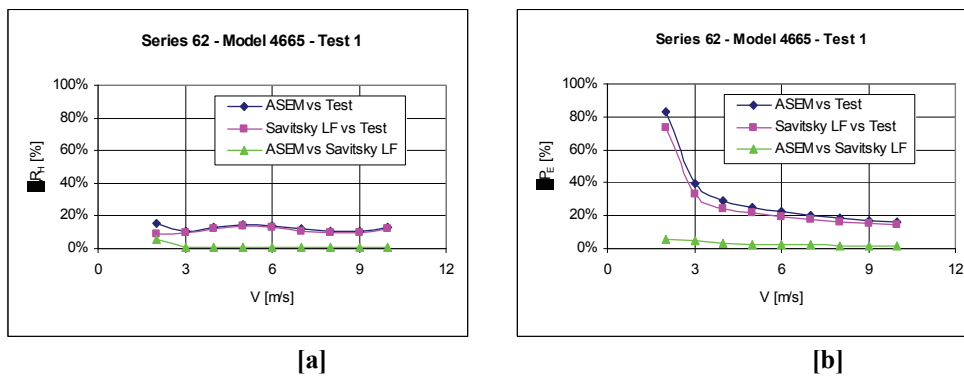 Series 62 - Model 4665 - Test 1
100%
80%
60%
40%
20%
0%
R_H [%]
ASEM vs Test
Savitsky LF vs Test
ASEM vs Savitsky LF
0 3 6 9 12
V [m/s]
[a]
Series 62 - Model 4665 - Test 1
100%
80%
60%
40%
20%
0%
P_E [%]
ASEM vs Test
Savitsky LF vs Test
ASEM vs Savitsky LF
0 3 6 9 12
V [m/s]
[b]